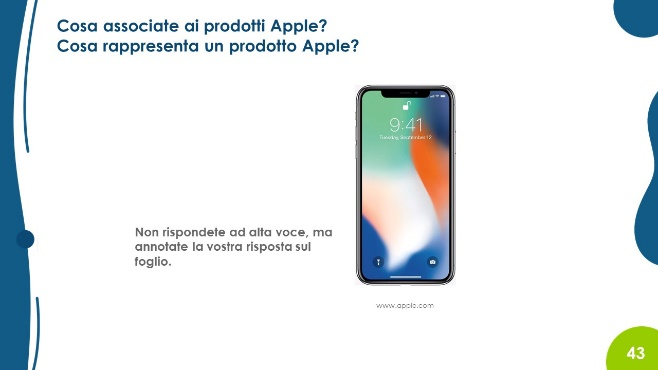 Cosa associate ai prodotti Apple?
Cosa rappresenta un prodotto Apple?
9:41
Tuesday, September 12
Non rispondete ad alta voce, ma
annotate la vostra risposta sul
foglio.
www.apple.com
43